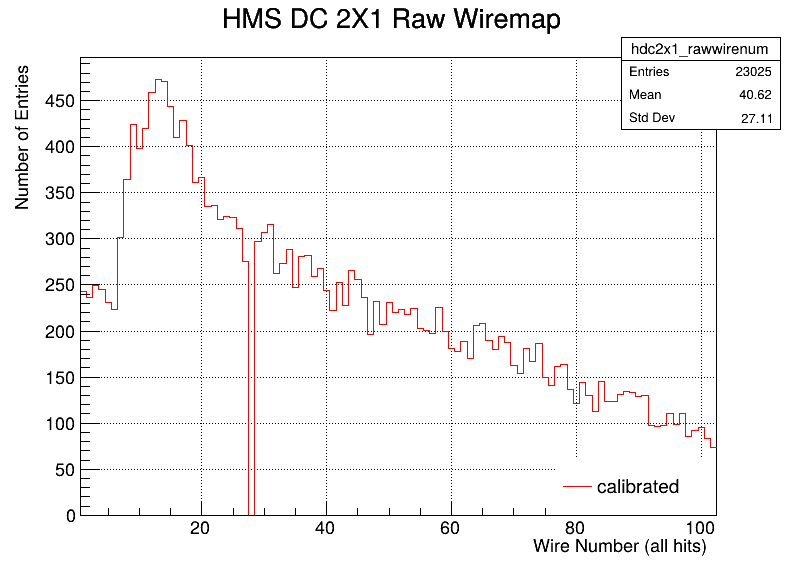 HMS DC 2X1 Raw Wiremap
hdc2x1_rawwirenum
Entries 23025
Mean 40.62
Std Dev 27.11
Number of Entries
450
400
350
300
250
200
150
100
50
0
calibrated
20 40 60 80 100
Wire Number (all hits)